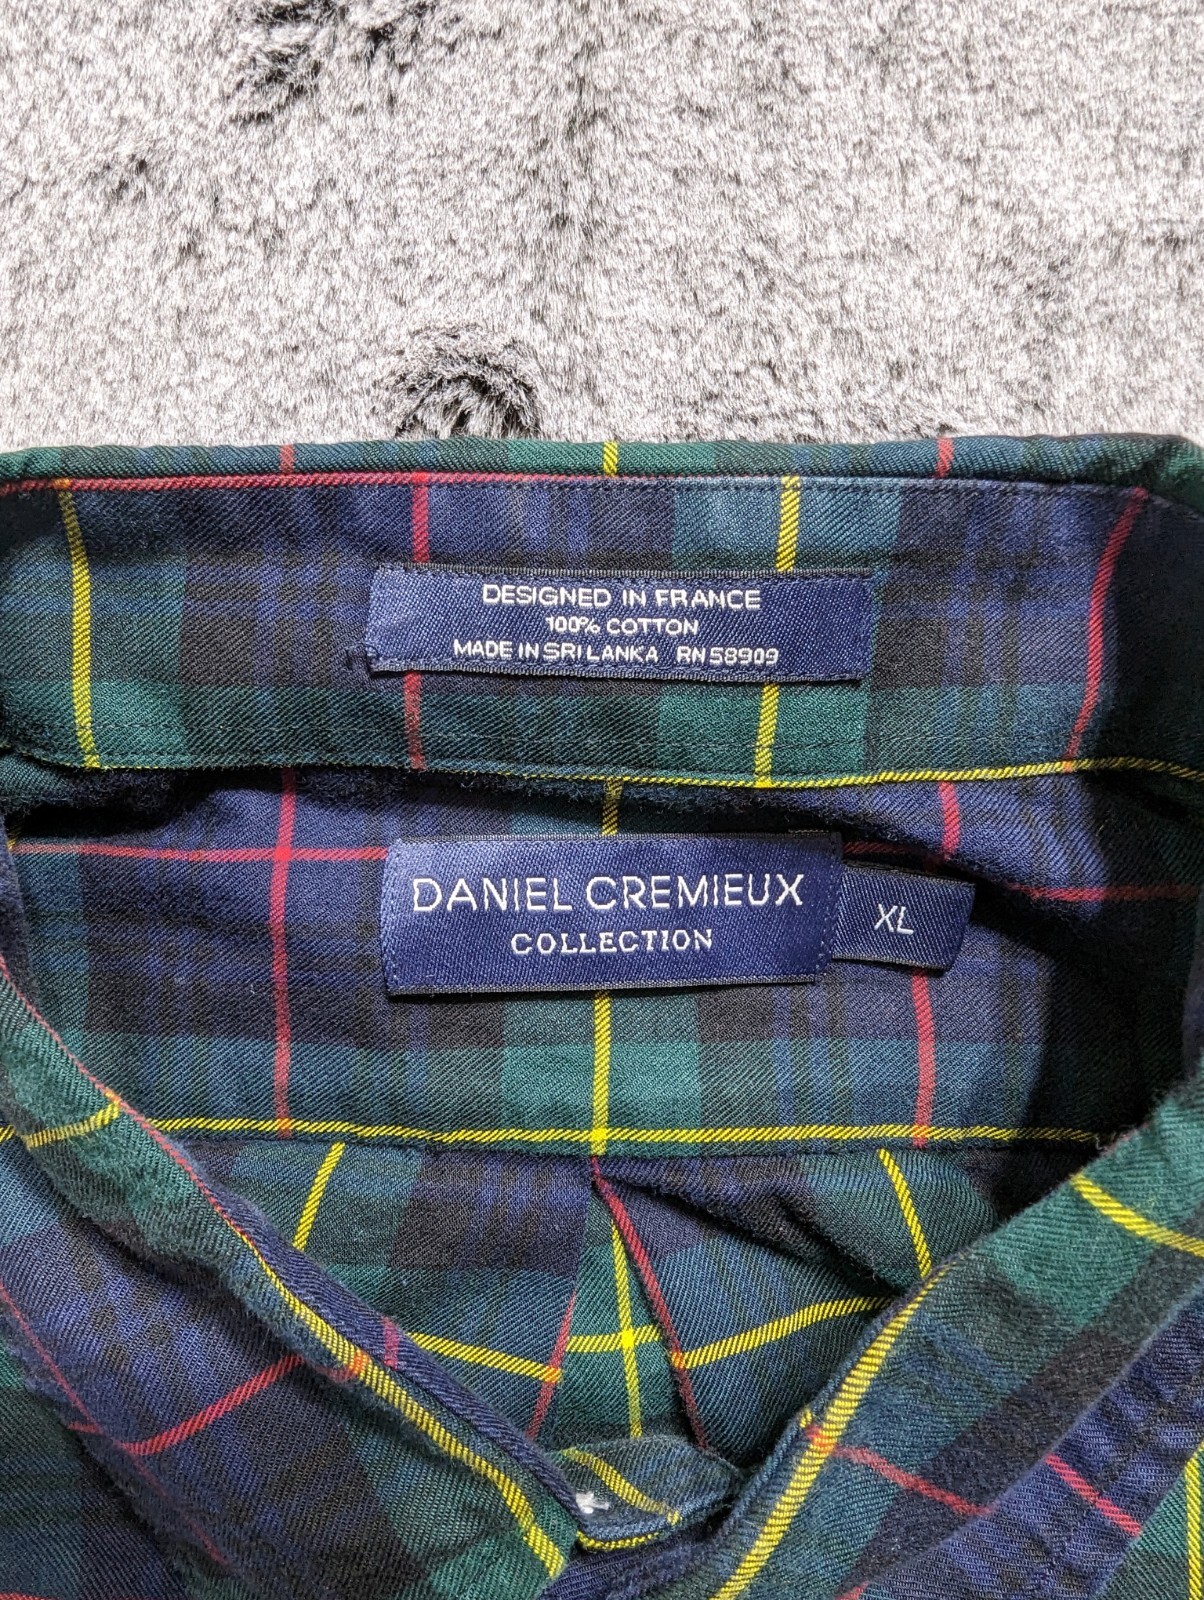 DESIGNED IN FRANCE
100% COTTON
MADE IN SRI LANKA RN 58909
DANIEL CREMIEUX
COLLECTION
XL